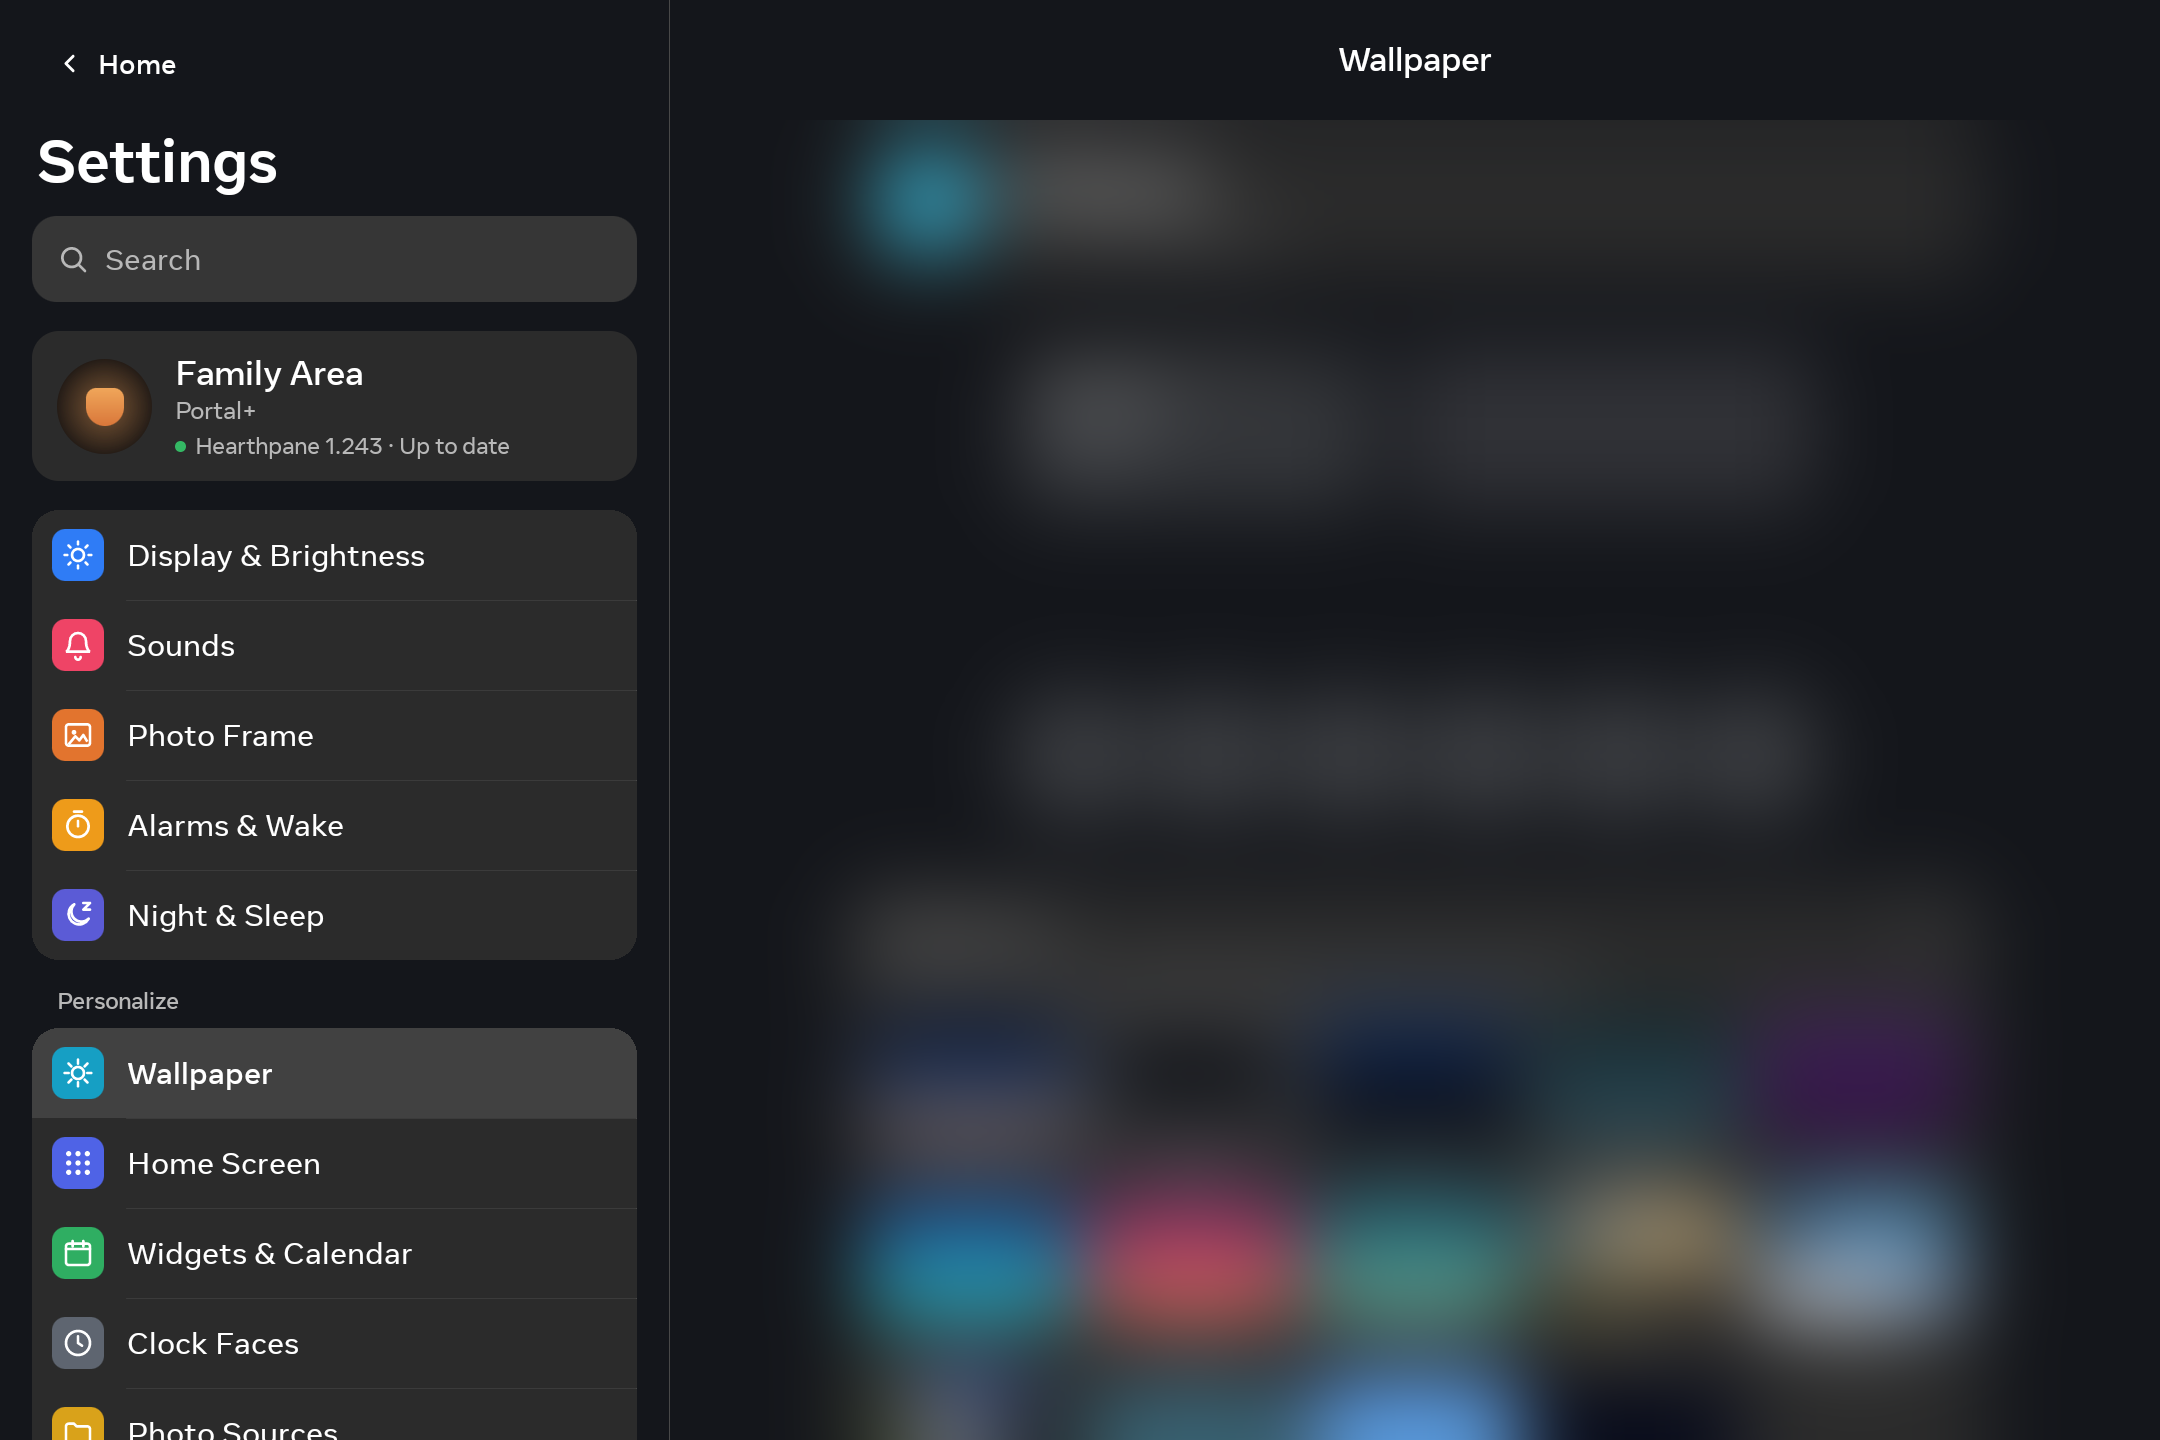 Home
Wallpaper
Settings
Search
Family Area
Portal+
Hearthpane 1.243 · Up to date
Display & Brightness
Sounds
Photo Frame
Alarms & Wake
Night & Sleep
Personalize
Wallpaper
Home Screen
Widgets & Calendar
Clock Faces
Photo Sources